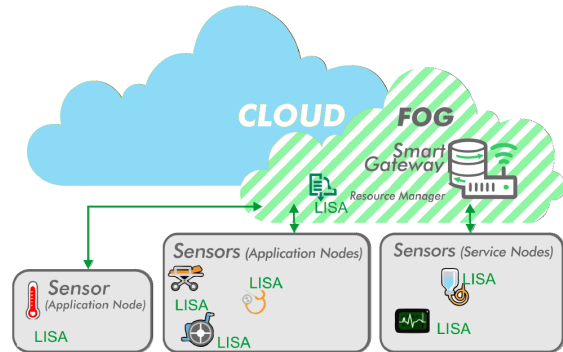 CLOUD
FOG
Smart
Gateway
Resource Manager
LISA
Sensor
(Application Node)
LISA
Sensors (Application Nodes)
LISA
LISA
LISA
Sensors (Service Nodes)
LISA
LISA